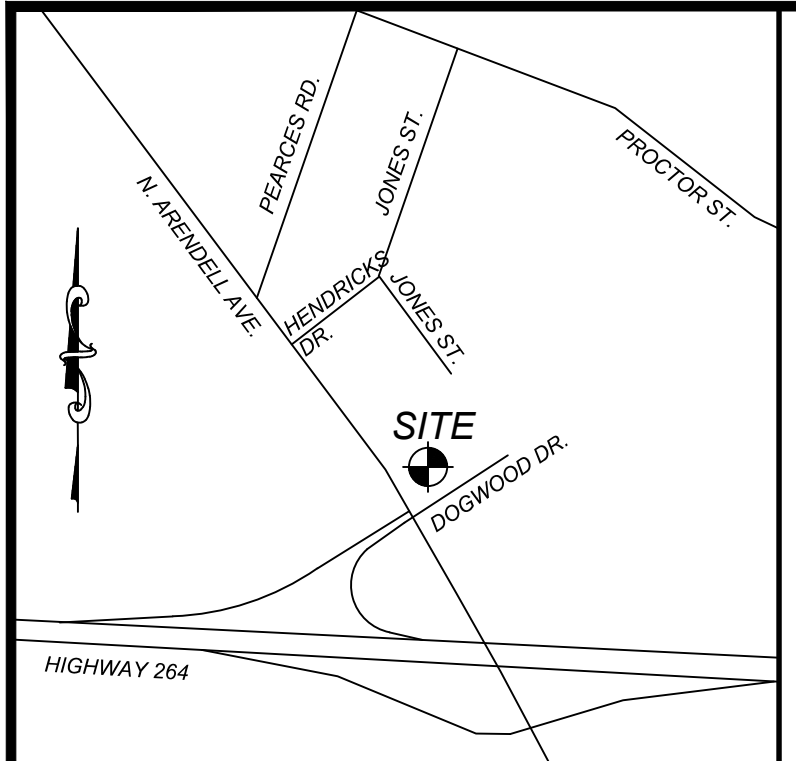 PEARCES RD.
JONES ST.
PROCTOR ST.
N. ARENDELL AVE.
HENDRICKS
DR.
JONES ST.
SITE
DOGWOOD DR.
HIGHWAY 264